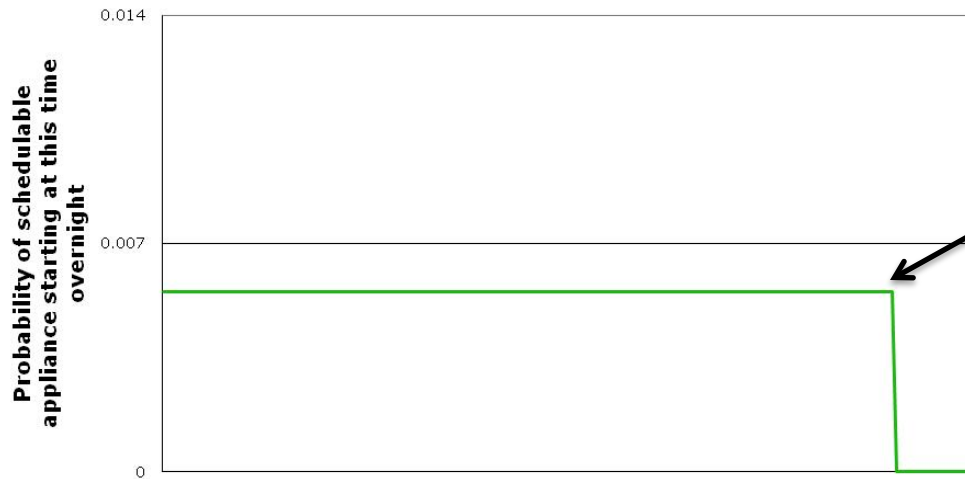 0.014
Probability of schedulable
appliance starting at this time
overnight
0.007
0